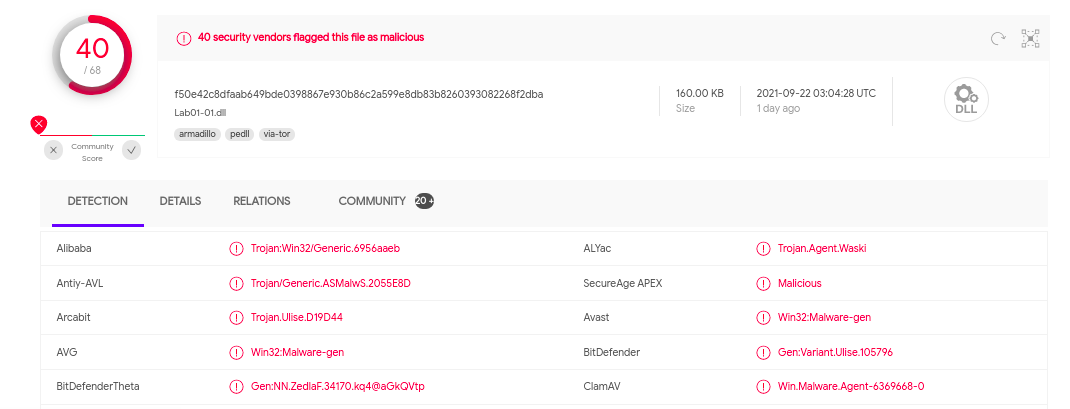 40
/ 68
Community
Score
40 security vendors flagged this file as malicious
f50e42c8dfaab649bde0398867e930b86c2a599e8db83b8260393082268f2dba
Lab01-01.dll
armadillo pedll via-tor
160.00 KB
Size
2021-09-22 03:04:28 UTC
1 day ago
DLL
DETECTION DETAILS RELATIONS COMMUNITY 20 +
Alibaba Trojan:Win32/Generic.6956aaeb ALYac Trojan.Agent.Waski
Antiy-AVL Trojan/Generic.ASMalwS.2055E8D SecureAge APEX Malicious
Arcabit Trojan.Ulise.D19D44 Avast Win32:Malware-gen
AVG Win32:Malware-gen BitDefender Gen:Variant.Ulise.105796
BitDefenderTheta Gen:NN.ZedlaF.34170.kq4@aGkQVtp ClamAV Win.Malware.Agent-6369668-0